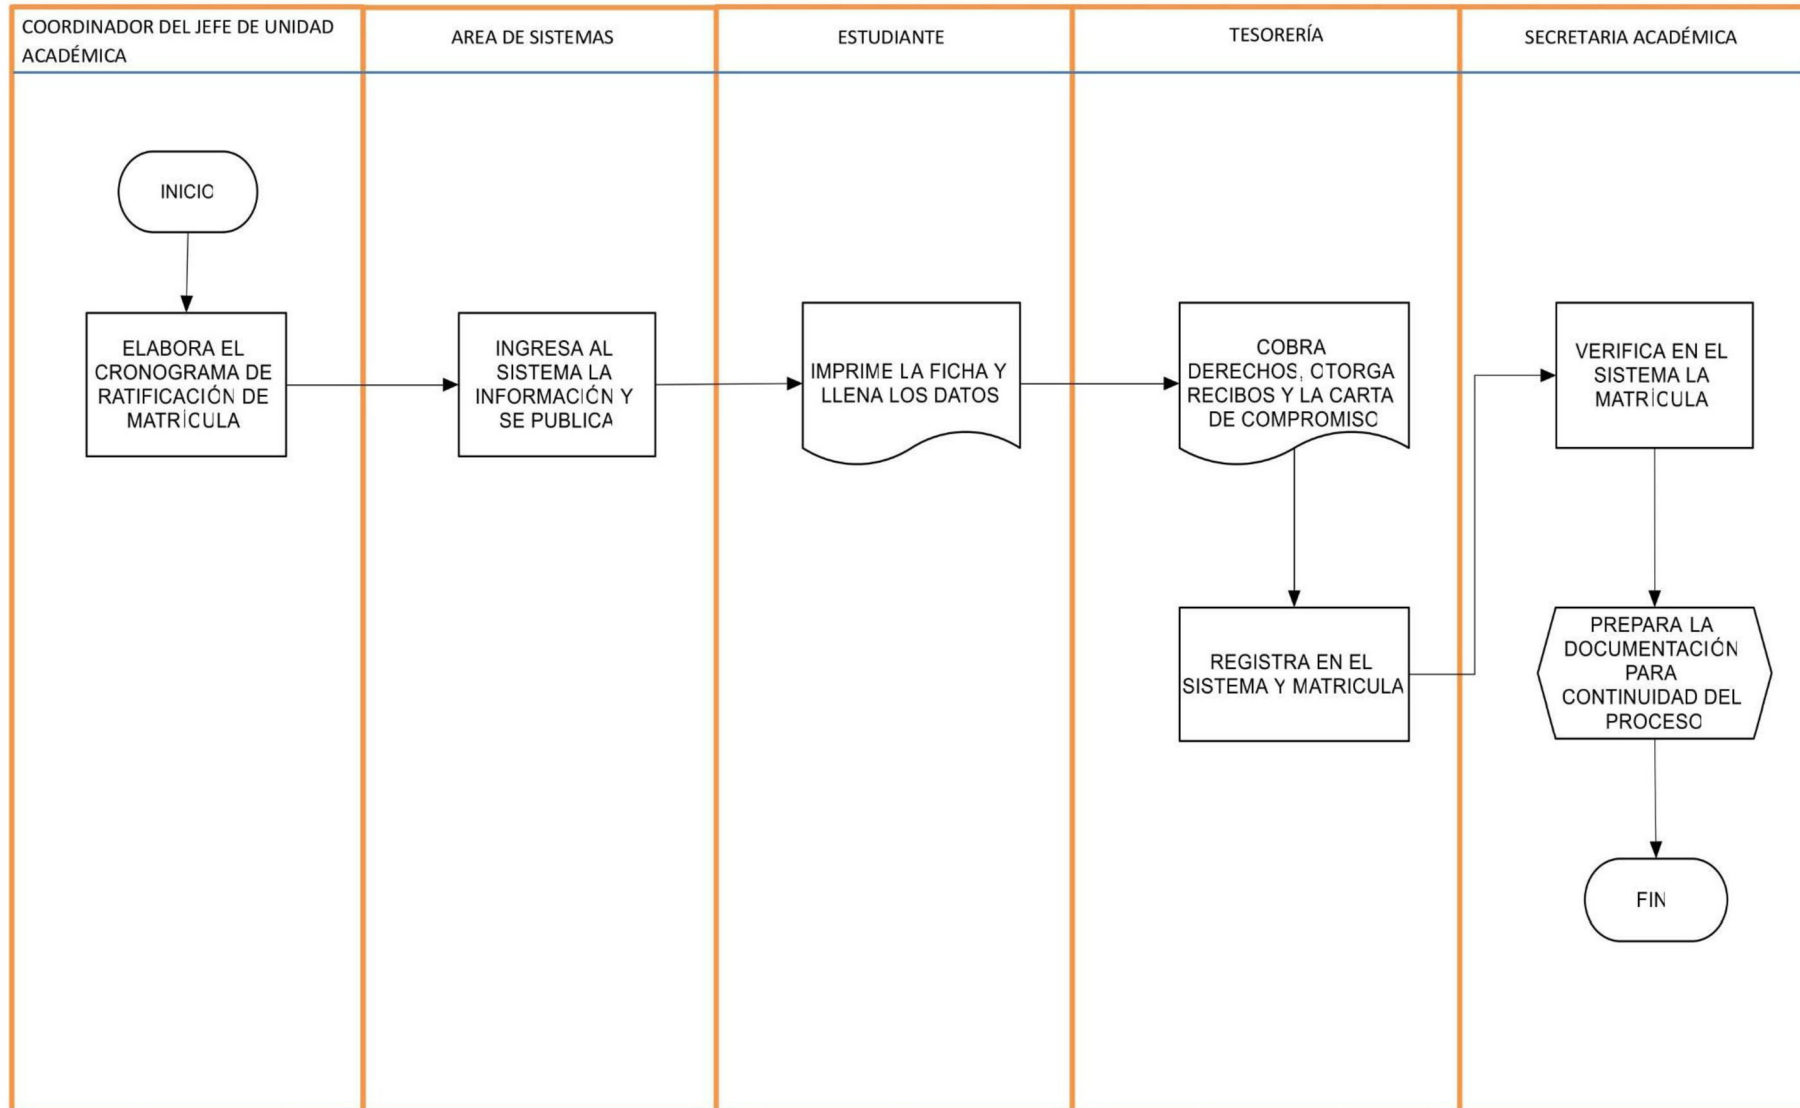 COORDINADOR DEL JEFE DE UNIDAD
ACADÉMICA
AREA DE SISTEMAS
ESTUDIANTE
TESORERÍA
SECRETARIA ACADÉMICA
INICIO
ELABORA EL
CRONOGRAMA DE
RATIFICACIÓN DE
MATRÍCULA
INGRESA AL
SISTEMA LA
INFORMACIÓN Y
SE PUBLICA
IMPRIME LA FICHA Y
LLENA LOS DATOS
COBRA
DERECHOS, OTORGA
RECIBOS Y LA CARTA
DE COMPROMISO
REGISTRA EN EL
SISTEMA Y MATRICULA
VERIFICA EN EL
SISTEMA LA
MATRÍCULA
PREPARA LA
DOCUMENTACIÓN
PARA
CONTINUIDAD DEL
PROCESO
FIN